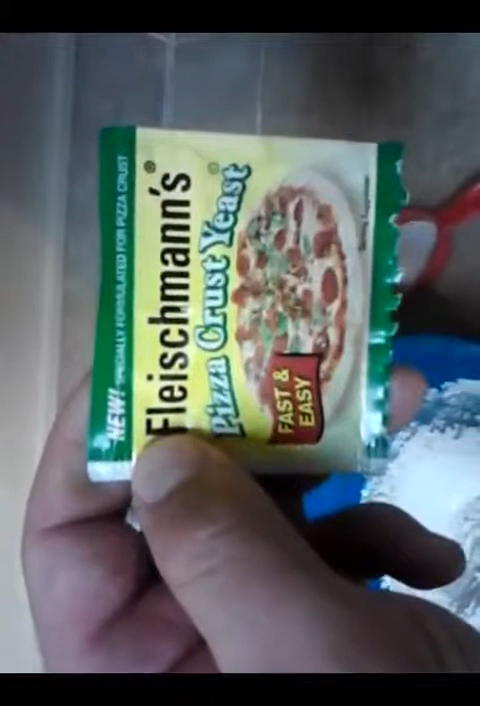 NEW! SPECIALLY FORMULATED FOR PIZZA CRUST
Fleischmann's®
Pizza Crust Yeast
FAST &
EASY